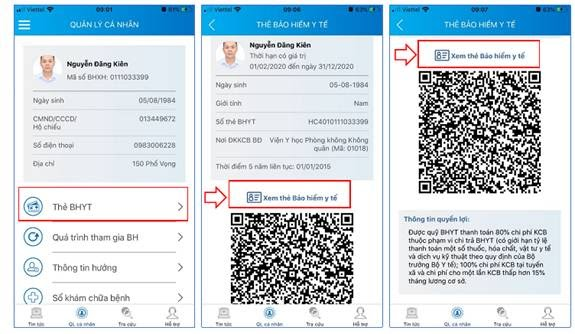 Viettel 09:01 63%
QUẢN LÝ CÁ NHÂN
Nguyễn Đăng Kiên
Mã số BHXH: 0111033399
Ngày sinh 05/08/1984
CMND/CCCD/ 013449672
Hộ chiếu
Số điện thoại 0983006228
Địa chỉ 150 Phố Vọng
Thẻ BHYT
Quá trình tham gia BH
Thông tin hưởng
Sổ khám chữa bệnh
Tin tức QL cá nhân Tra cứu Hỗ trợ
Viettel 09:06 61%
THẺ BẢO HIỂM Y TẾ
Nguyễn Đăng Kiên
Thời hạn có giá trị
01/02/2020 đến ngày 31/12/2020
Ngày sinh 05-08-1984
Giới tính Nam
Số thẻ BHYT HC4010111033399
Nơi ĐKKCB BĐ Viện Y học Phòng không Không
quân (Mã: 01018)
Thời điểm 5 năm liên tục: 01/01/2015
Xem thẻ Bảo hiểm y tế
Tin tức QL cá nhân Tra cứu Hỗ trợ
Viettel 09:07 61%
THẺ BẢO HIỂM Y TẾ
Xem thẻ Bảo hiểm y tế
Thông tin quyền lợi:
Được quỹ BHYT thanh toán 80% chi phí KCB
thuộc phạm vi chi trả BHYT (có giới hạn tỷ lệ
thanh toán một số thuốc, hóa chất, vật tư y tế
và dịch vụ kỹ thuật theo quy định của Bộ
trưởng Bộ Y tế); 100% chi phí KCB tại tuyến
xã và chi phí cho một lần KCB thấp hơn 15%
tháng lương cơ sở.
Tin tức QL cá nhân Tra cứu Hỗ trợ